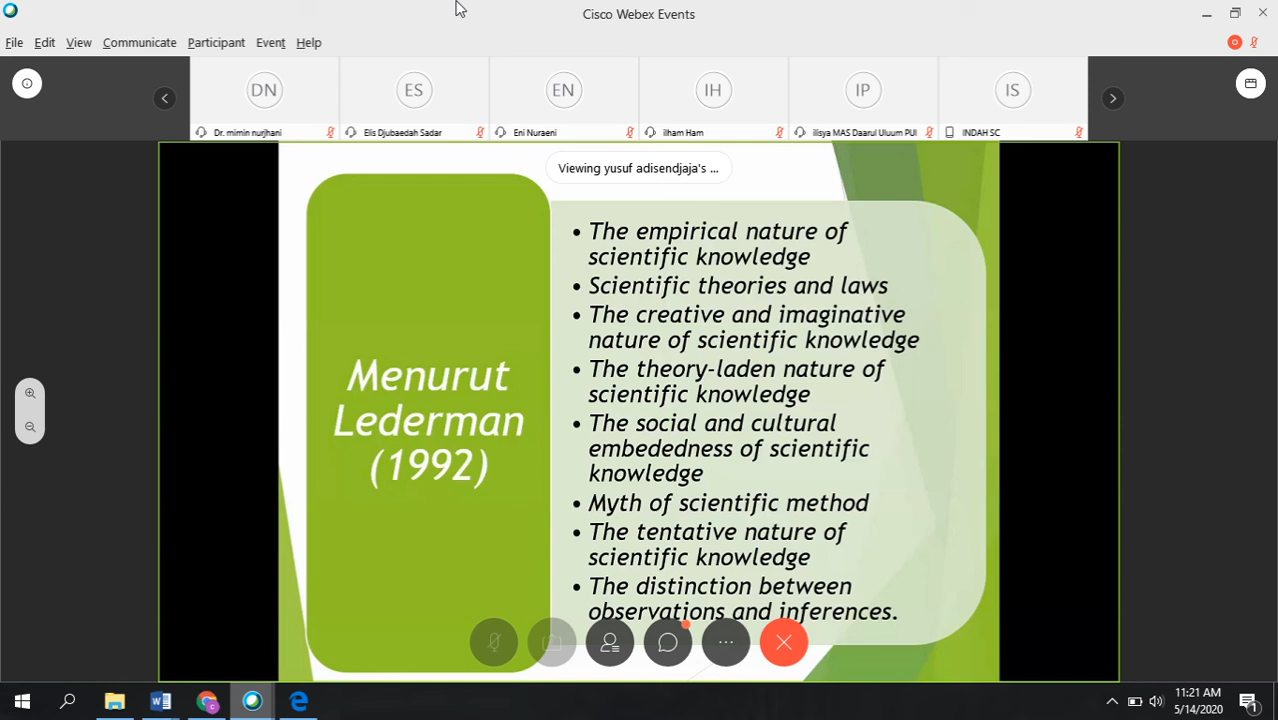 Cisco Webex Events
File Edit View Communicate Participant Event Help
DN ES EN IH IP IS
Dr. mimin nurjhani Elis Djubaedah Sadar Eni Nuraeni ilham Ham ilisya MAS Daarul Uluum PUI INDAH SC
Viewing yusuf adisendjaja's ...
Menurut
Lederman
(1992)
• The empirical nature of
scientific knowledge
• Scientific theories and laws
• The creative and imaginative
nature of scientific knowledge
• The theory-laden nature of
scientific knowledge
• The social and cultural
embededness of scientific
knowledge
• Myth of scientific method
• The tentative nature of
scientific knowledge
• The distinction between
observations and inferences.
11:21 AM
5/14/2020
1